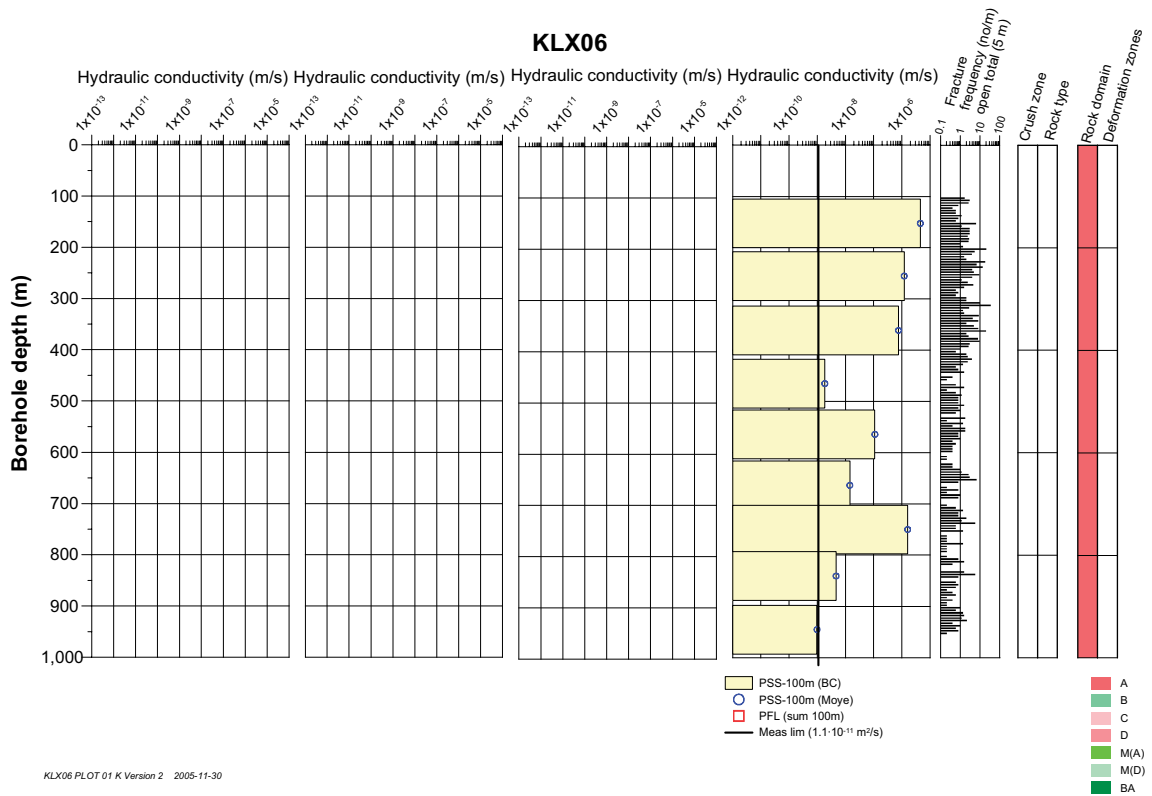 KLX06
Hydraulic conductivity (m/s) Hydraulic conductivity (m/s) Hydraulic conductivity (m/s) Hydraulic conductivity (m/s)
1x10⁻¹³ 1x10⁻¹¹ 1x10⁻⁹ 1x10⁻⁷ 1x10⁻⁵
1x10⁻¹³ 1x10⁻¹¹ 1x10⁻⁹ 1x10⁻⁷ 1x10⁻⁵
1x10⁻¹³ 1x10⁻¹¹ 1x10⁻⁹ 1x10⁻⁷ 1x10⁻⁵
1x10⁻¹² 1x10⁻¹⁰ 1x10⁻⁸ 1x10⁻⁶
Fracture
frequency (no/m)
open total (5 m)
0.1 1 10 100
Crush zone
Rock type
Rock domain
Deformation zones
Borehole depth (m)
0
100
200
300
400
500
600
700
800
900
1,000
PSS-100m (BC)
PSS-100m (Moye)
PFL (sum 100m)
Meas lim (1.1·10⁻¹¹ m²/s)
A
B
C
D
M(A)
M(D)
BA
KLX06 PLOT 01 K Version 2 2005-11-30